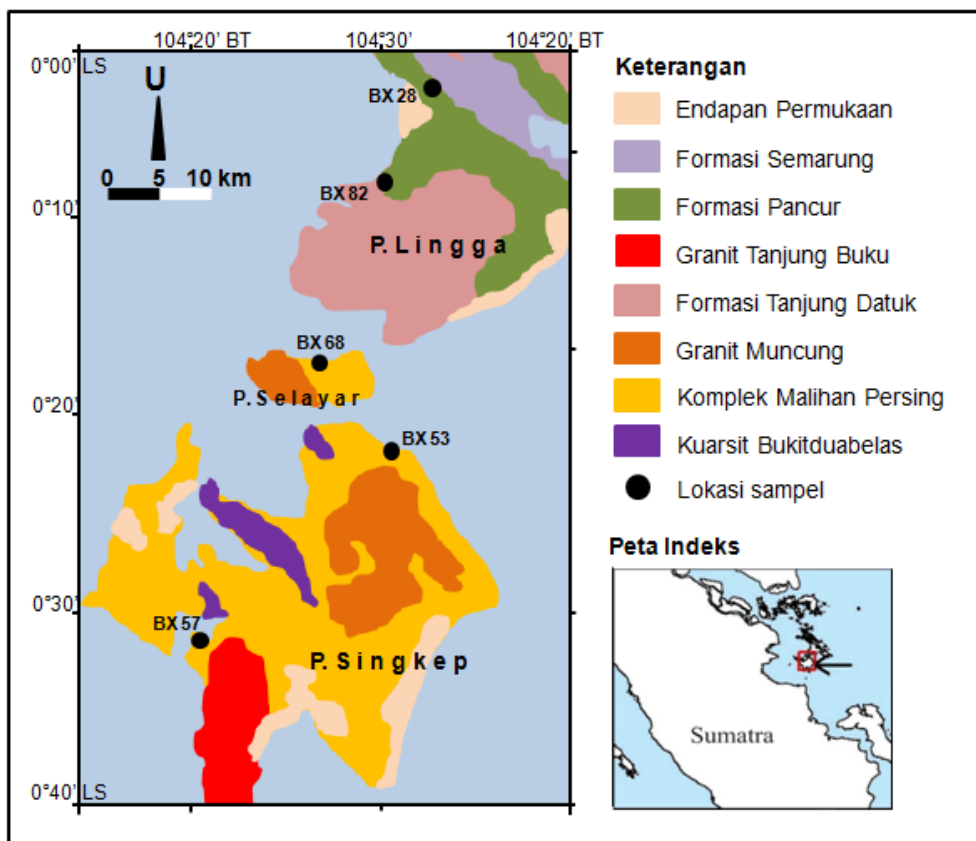 104°20' BT
104°30'
104°20' BT
0°00' LS
U
0 5 10 km
BX 28
BX 82
0°10'
P. Lingga
BX 68
P. Selayar
0°20'
BX 53
0°30'
BX 57
P. Singkep
0°40' LS
Keterangan
Endapan Permukaan
Formasi Semarung
Formasi Pancur
Granit Tanjung Buku
Formasi Tanjung Datuk
Granit Muncung
Komplek Malihan Persing
Kuarsit Bukitduabelas
Lokasi sampel
Peta Indeks
Sumatra